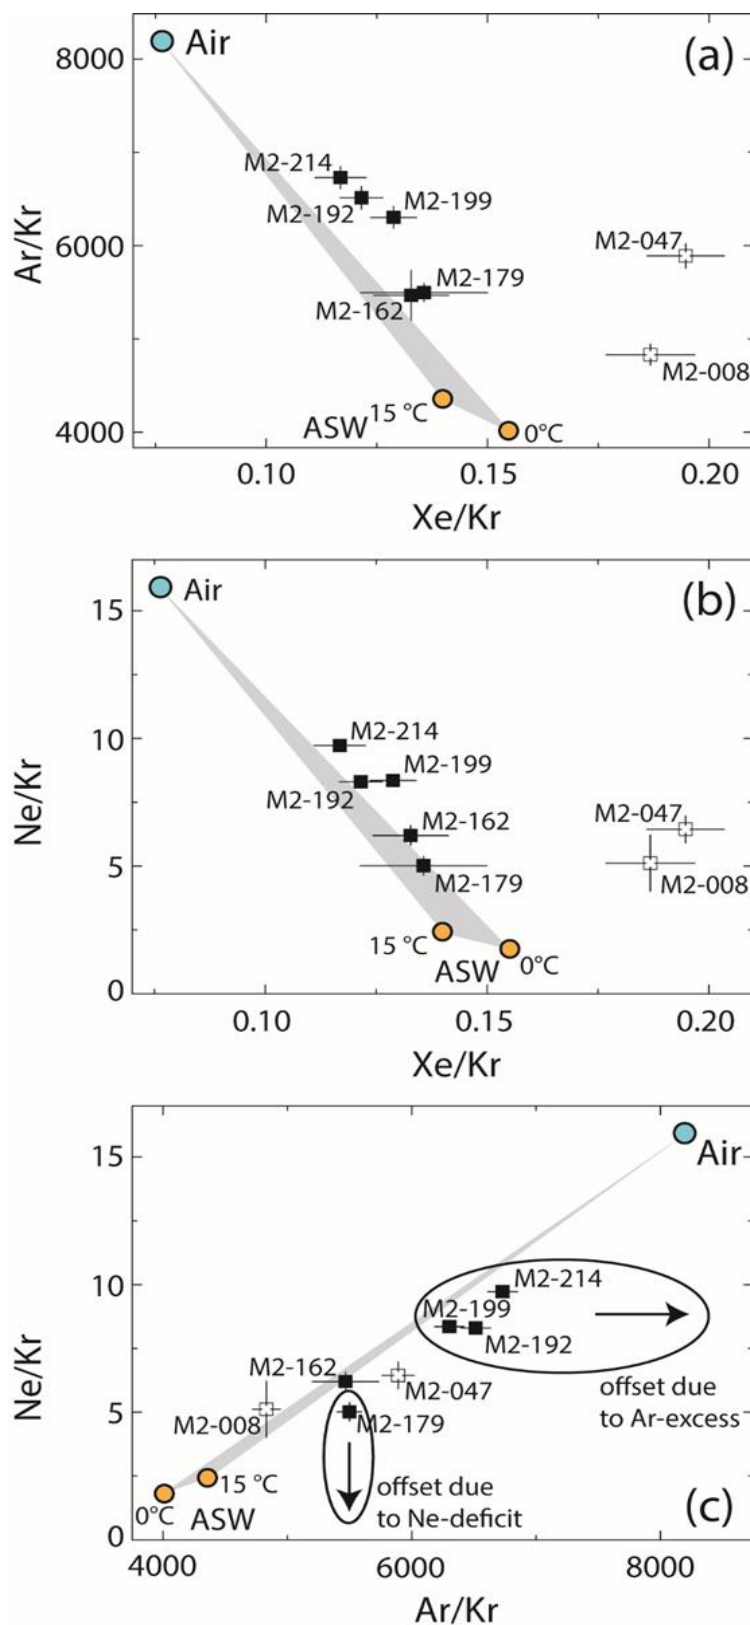 (a)
8000
Air
M2-214
M2-192
M2-199
M2-047
6000
Ar/Kr
M2-179
M2-162
M2-008
15 °C
ASW
0°C
4000
0.10
0.15
0.20
Xe/Kr
(b)
15
Air
M2-214
M2-199
M2-192
10
Ne/Kr
M2-162
M2-047
M2-179
M2-008
5
15 °C
ASW
0°C
0
0.10
0.15
0.20
Xe/Kr
15
Air
10
M2-214
M2-199
M2-192
Ne/Kr
M2-162
M2-047
offset due
to Ar-excess
M2-008
M2-179
5
15 °C
0°C
ASW
offset due
to Ne-deficit
(c)
0
4000
6000
8000
Ar/Kr